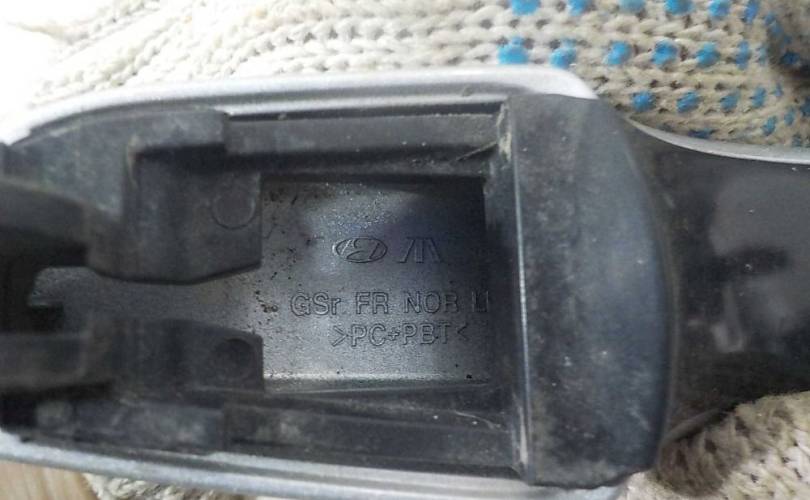 GSr FR NOR L
>PC+PBT<